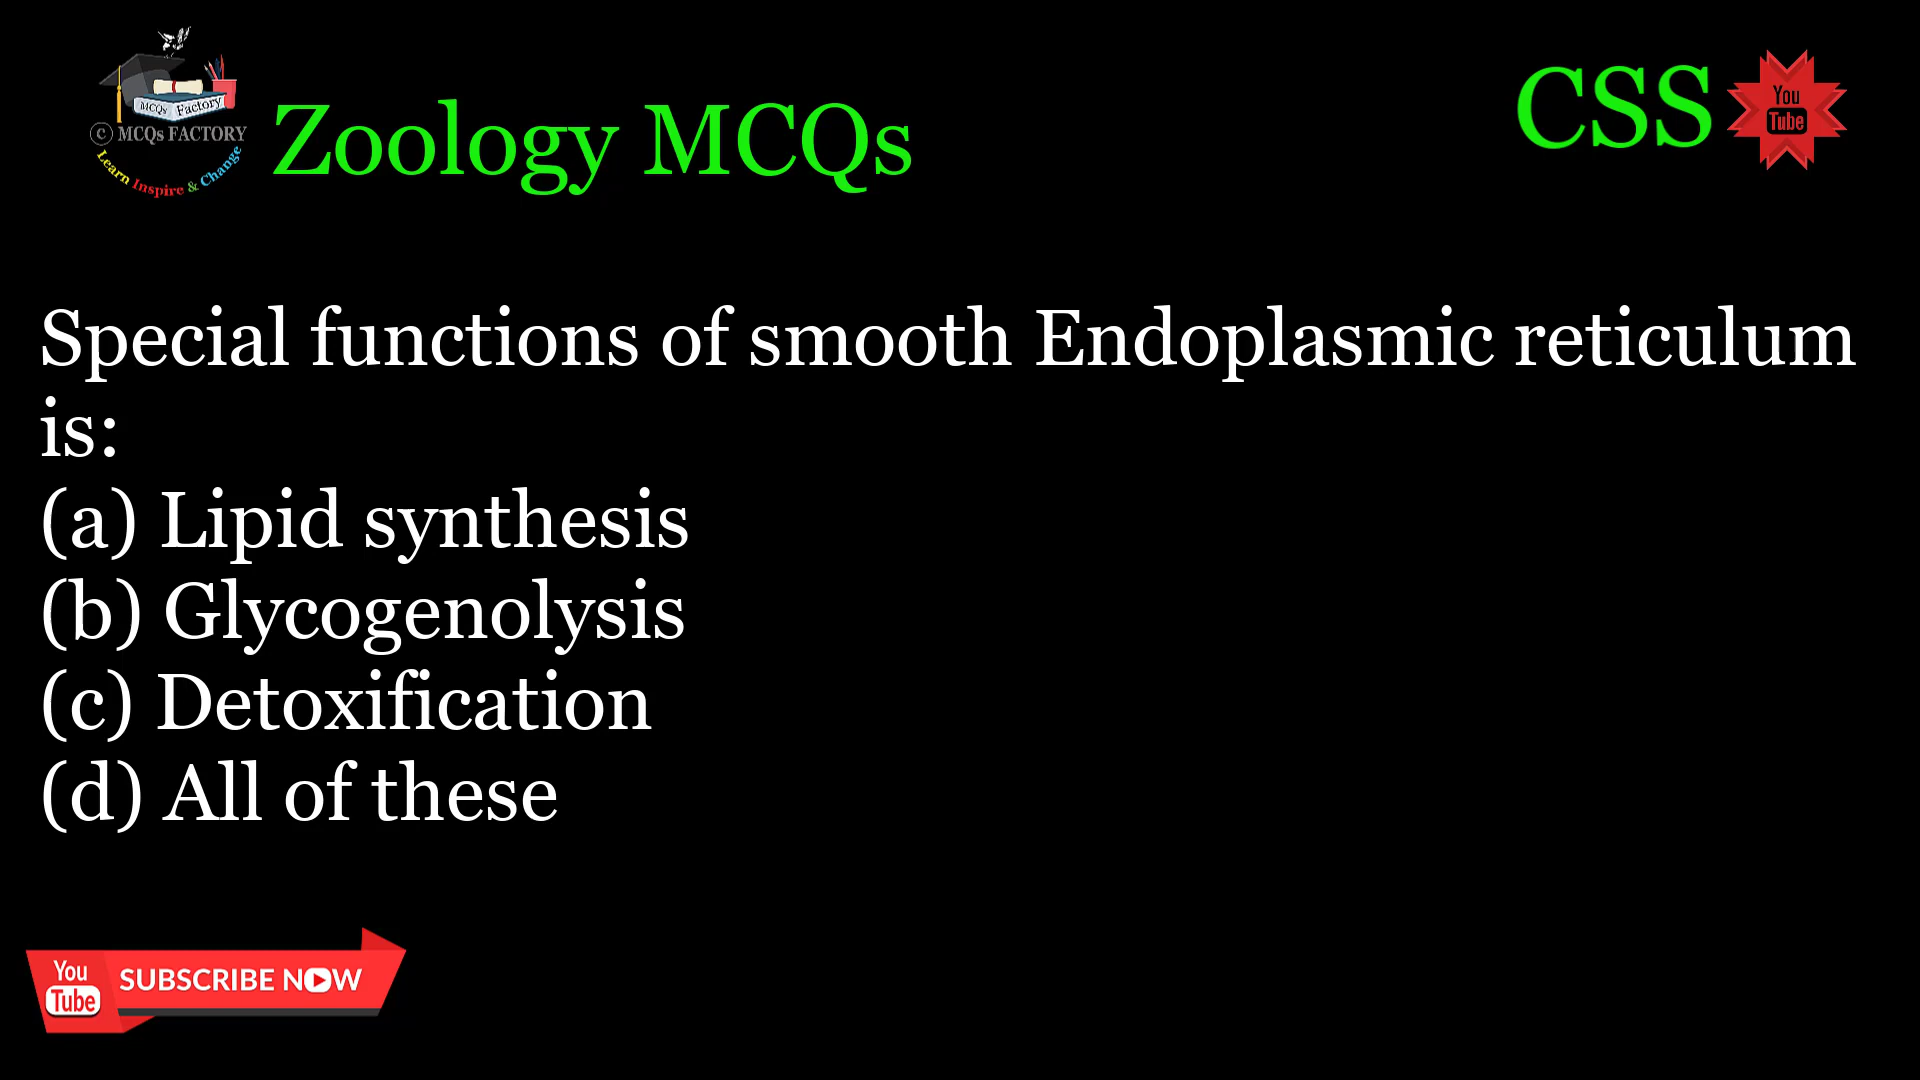 MCQs Factory
© MCQs FACTORY
Learn Inspire & Change
Zoology MCQs
CSS
You
Tube
Special functions of smooth Endoplasmic reticulum
is:
(a) Lipid synthesis
(b) Glycogenolysis
(c) Detoxification
(d) All of these
You
Tube
SUBSCRIBE NOW